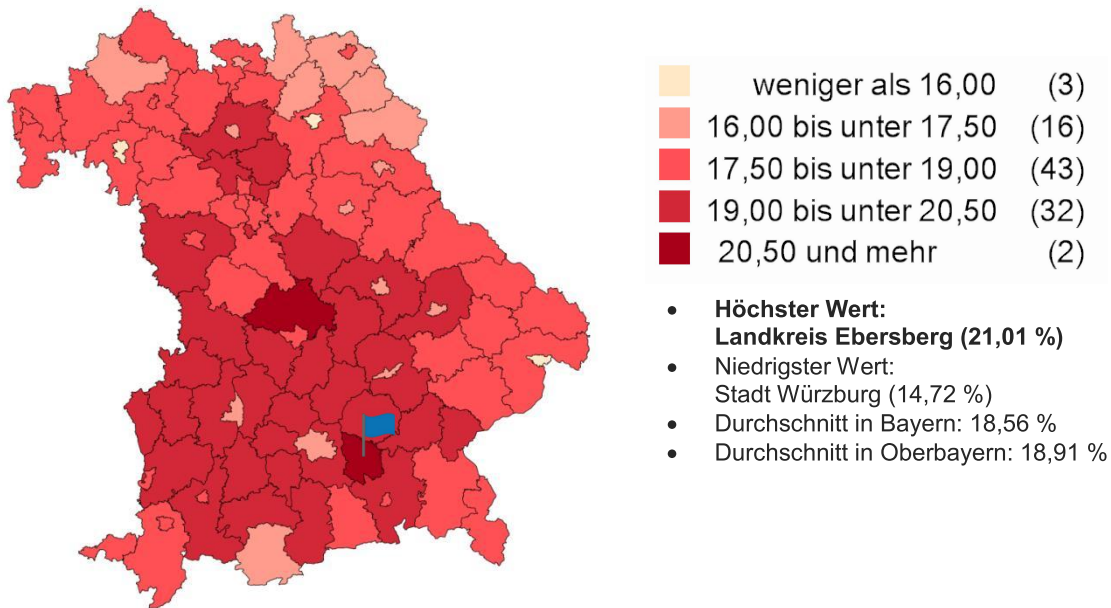 weniger als 16,00 (3)
16,00 bis unter 17,50 (16)
17,50 bis unter 19,00 (43)
19,00 bis unter 20,50 (32)
20,50 und mehr (2)
• Höchster Wert:
Landkreis Ebersberg (21,01 %)
• Niedrigster Wert:
Stadt Würzburg (14,72 %)
• Durchschnitt in Bayern: 18,56 %
• Durchschnitt in Oberbayern: 18,91 %